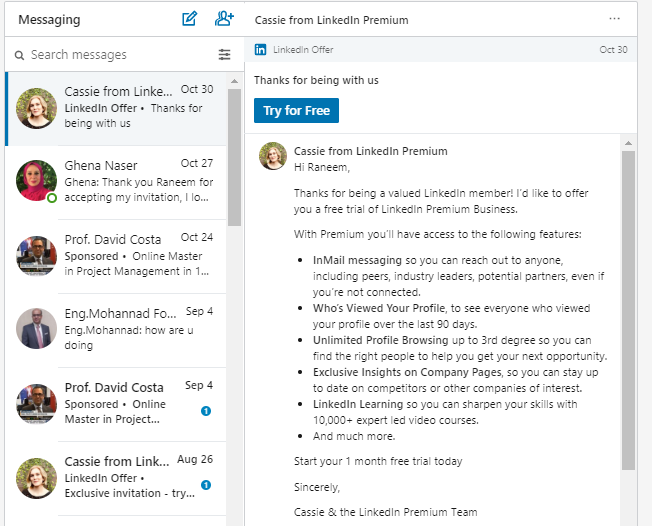 Messaging
Search messages
Cassie from Linke... Oct 30
LinkedIn Offer • Thanks for
being with us
Ghena Naser Oct 27
Ghena: Thank you Raneem for
accepting my invitation, I lo...
Prof. David Costa Oct 24
Sponsored • Online Master
in Project Management in 1...
Eng.Mohannad Fo... Sep 4
Eng.Mohannad: how are u
doing
Prof. David Costa Sep 4
Sponsored • Online
Master in Project...
1
Cassie from Link... Aug 26
LinkedIn Offer •
Exclusive invitation - try...
1
Cassie from LinkedIn Premium
in LinkedIn Offer Oct 30
Thanks for being with us
Try for Free
Cassie from LinkedIn Premium
Hi Raneem,
Thanks for being a valued LinkedIn member! I'd like to offer
you a free trial of LinkedIn Premium Business.
With Premium you'll have access to the following features:
• InMail messaging so you can reach out to anyone,
including peers, industry leaders, potential partners, even if
you're not connected.
• Who's Viewed Your Profile, to see everyone who viewed
your profile over the last 90 days.
• Unlimited Profile Browsing up to 3rd degree so you can
find the right people to help you get your next opportunity.
• Exclusive Insights on Company Pages, so you can stay up
to date on competitors or other companies of interest.
• LinkedIn Learning so you can sharpen your skills with
10,000+ expert led video courses.
• And much more.
Start your 1 month free trial today
Sincerely,
Cassie & the LinkedIn Premium Team